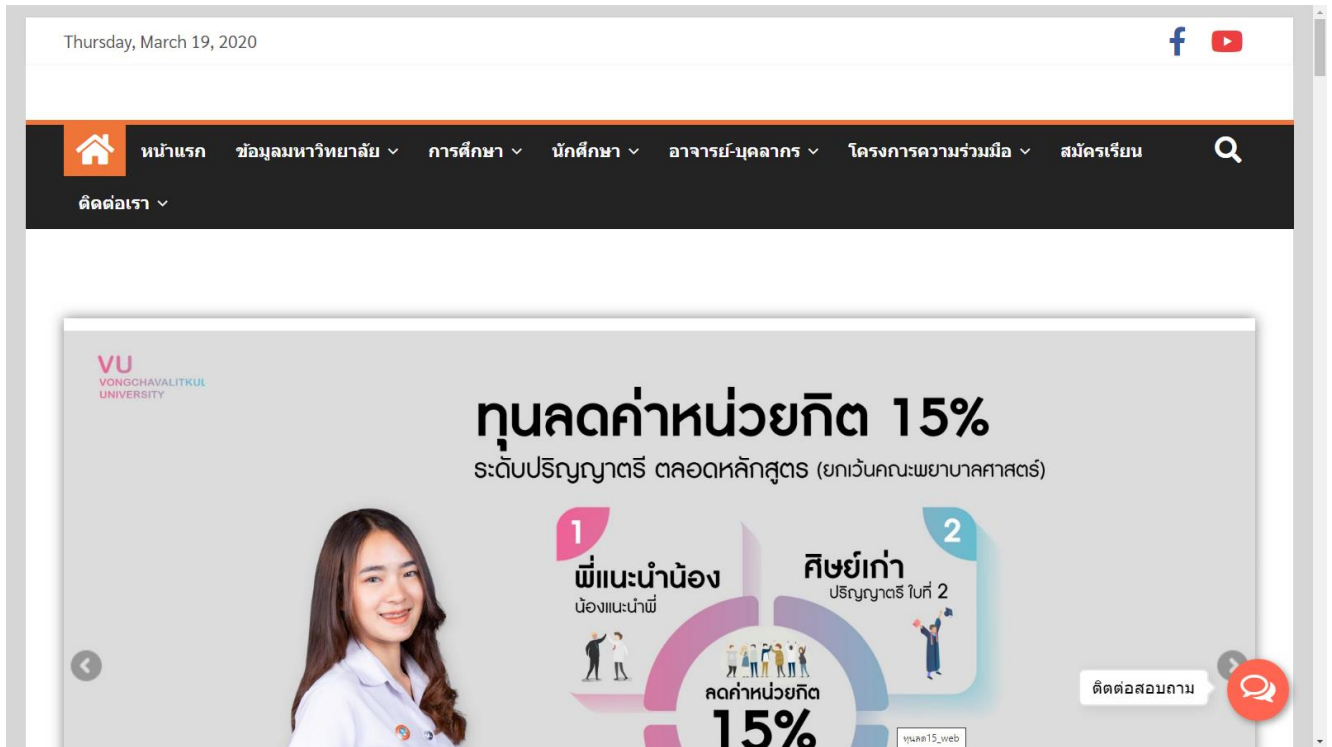 Thursday, March 19, 2020
หน้าแรก ข้อมูลมหาวิทยาลัย การศึกษา นักศึกษา อาจารย์-บุคลากร โครงการความร่วมมือ สมัครเรียน
ติดต่อเรา
VU
VONGCHAVALITKUL
UNIVERSITY
ทุนลดค่าหน่วยกิต 15%
ระดับปริญญาตรี ตลอดหลักสูตร (ยกเว้นคณะพยาบาลศาสตร์)
1
พี่แนะนำน้อง
น้องแนะนำพี่
2
ศิษย์เก่า
ปริญญาตรี ใบที่ 2
ลดค่าหน่วยกิต
15%
ทุนลด15_web
ติดต่อสอบถาม